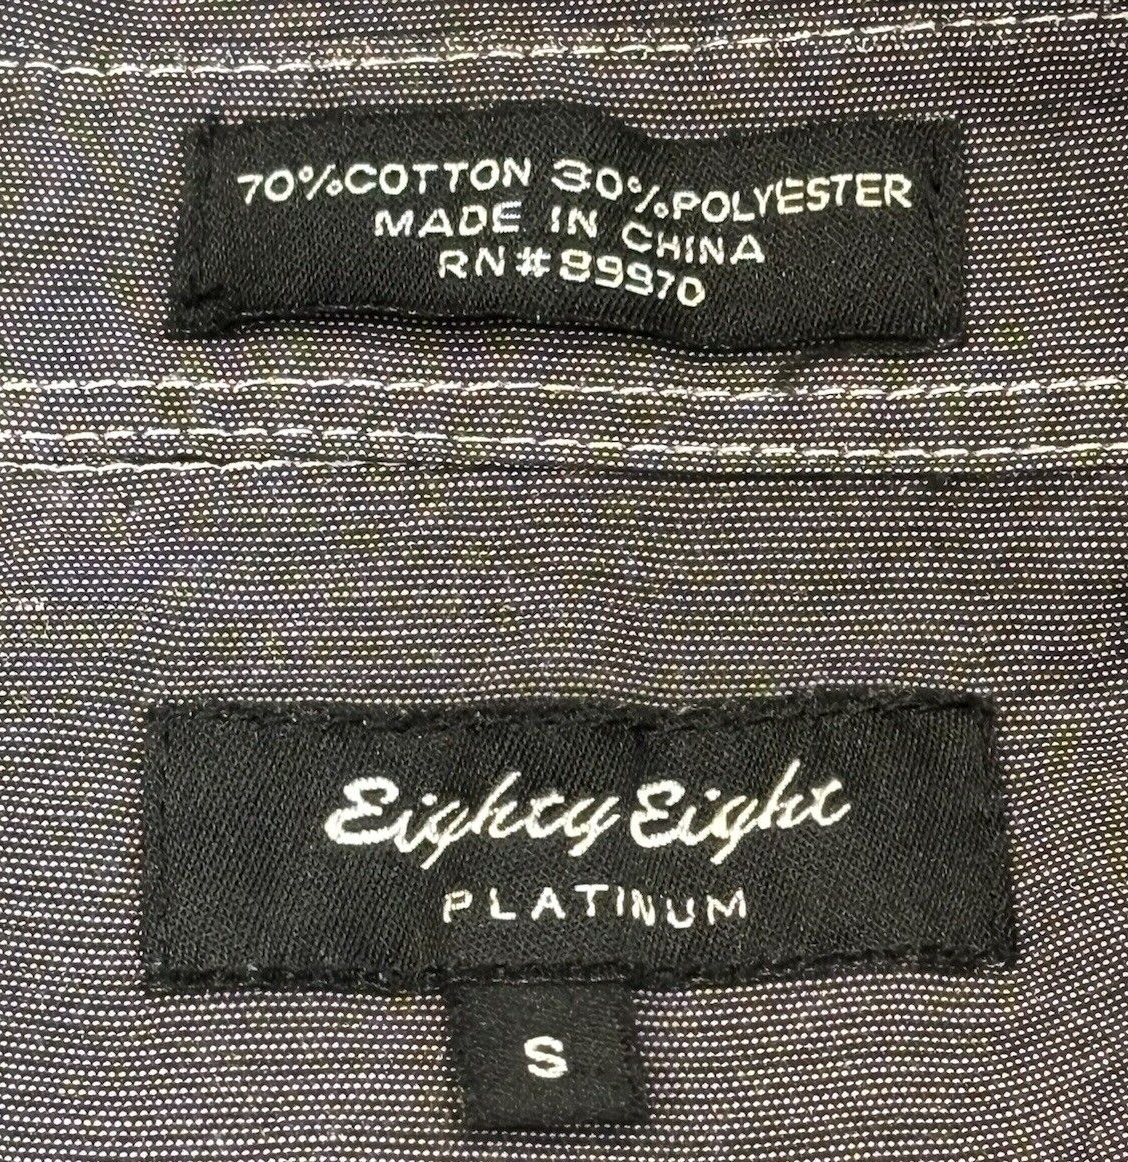 70%COTTON 30%POLYESTER
MADE IN CHINA
RN#89970
Eighty Eight
PLATINUM
S